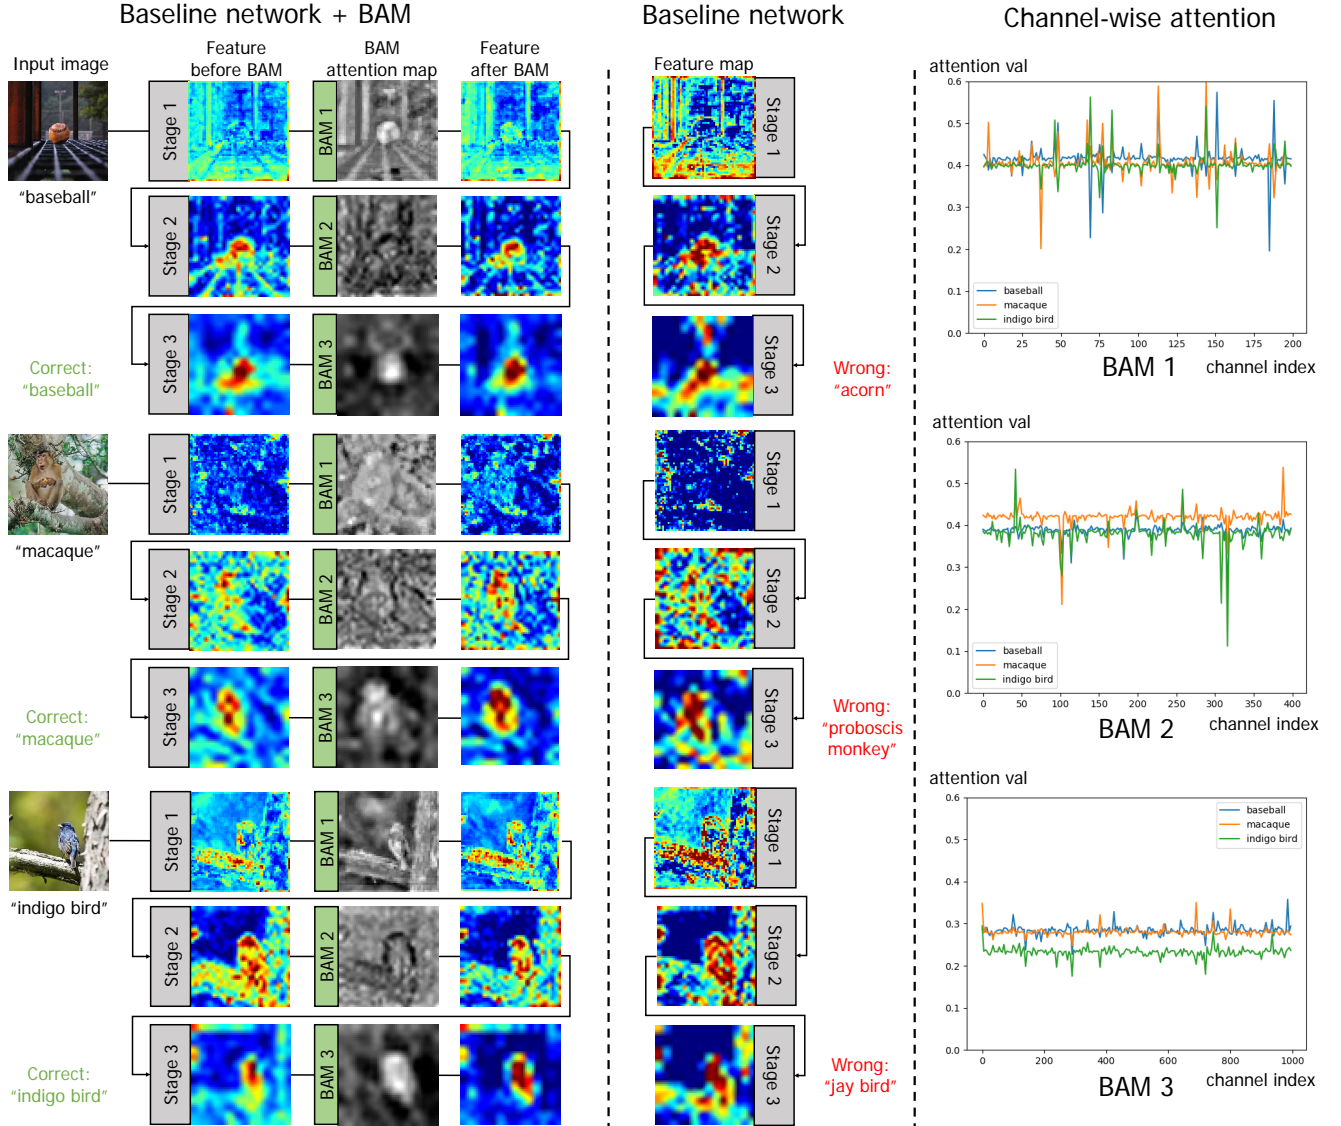 Baseline network + BAM
Baseline network
Channel-wise attention
Input image
Feature
before BAM
BAM
attention map
Feature
after BAM
Feature map
Stage 1
BAM 1
Stage 1
"baseball"
Stage 2
BAM 2
Stage 2
Stage 3
BAM 3
Stage 3
Correct:
"baseball"
Wrong:
"acorn"
Stage 1
BAM 1
Stage 1
"macaque"
Stage 2
BAM 2
Stage 2
Stage 3
BAM 3
Stage 3
Correct:
"macaque"
Wrong:
"proboscis
monkey"
Stage 1
BAM 1
Stage 1
"indigo bird"
Stage 2
BAM 2
Stage 2
Stage 3
BAM 3
Stage 3
Correct:
"indigo bird"
Wrong:
"jay bird"
attention val
0.6
0.5
0.4
0.3
0.2
0.1
0.0
baseball
macaque
indigo bird
0 25 50 75 100 125 150 175 200
BAM 1
channel index
attention val
0.6
0.5
0.4
0.3
0.2
0.1
0.0
baseball
macaque
indigo bird
0 50 100 150 200 250 300 350 400
BAM 2
channel index
attention val
0.6
0.5
0.4
0.3
0.2
0.1
0.0
baseball
macaque
indigo bird
0 200 400 600 800 1000
BAM 3
channel index